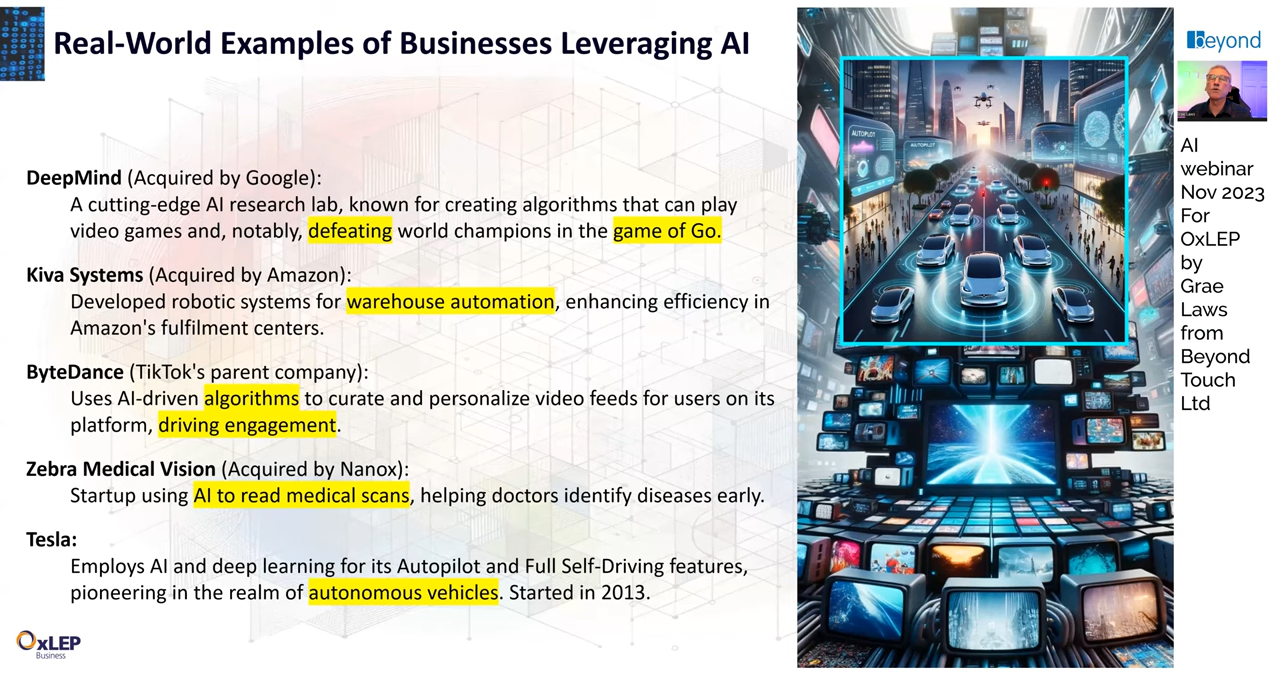 Real-World Examples of Businesses Leveraging AI
DeepMind (Acquired by Google):
A cutting-edge AI research lab, known for creating algorithms that can play
video games and, notably, defeating world champions in the game of Go.
Kiva Systems (Acquired by Amazon):
Developed robotic systems for warehouse automation, enhancing efficiency in
Amazon's fulfilment centers.
ByteDance (TikTok's parent company):
Uses AI-driven algorithms to curate and personalize video feeds for users on its
platform, driving engagement.
Zebra Medical Vision (Acquired by Nanox):
Startup using AI to read medical scans, helping doctors identify diseases early.
Tesla:
Employs AI and deep learning for its Autopilot and Full Self-Driving features,
pioneering in the realm of autonomous vehicles. Started in 2013.
OxLEP
Business
AUTOPILOT
AUTOPILOT
Beyond
AI
webinar
Nov 2023
For
OxLEP
by
Grae
Laws
from
Beyond
Touch
Ltd